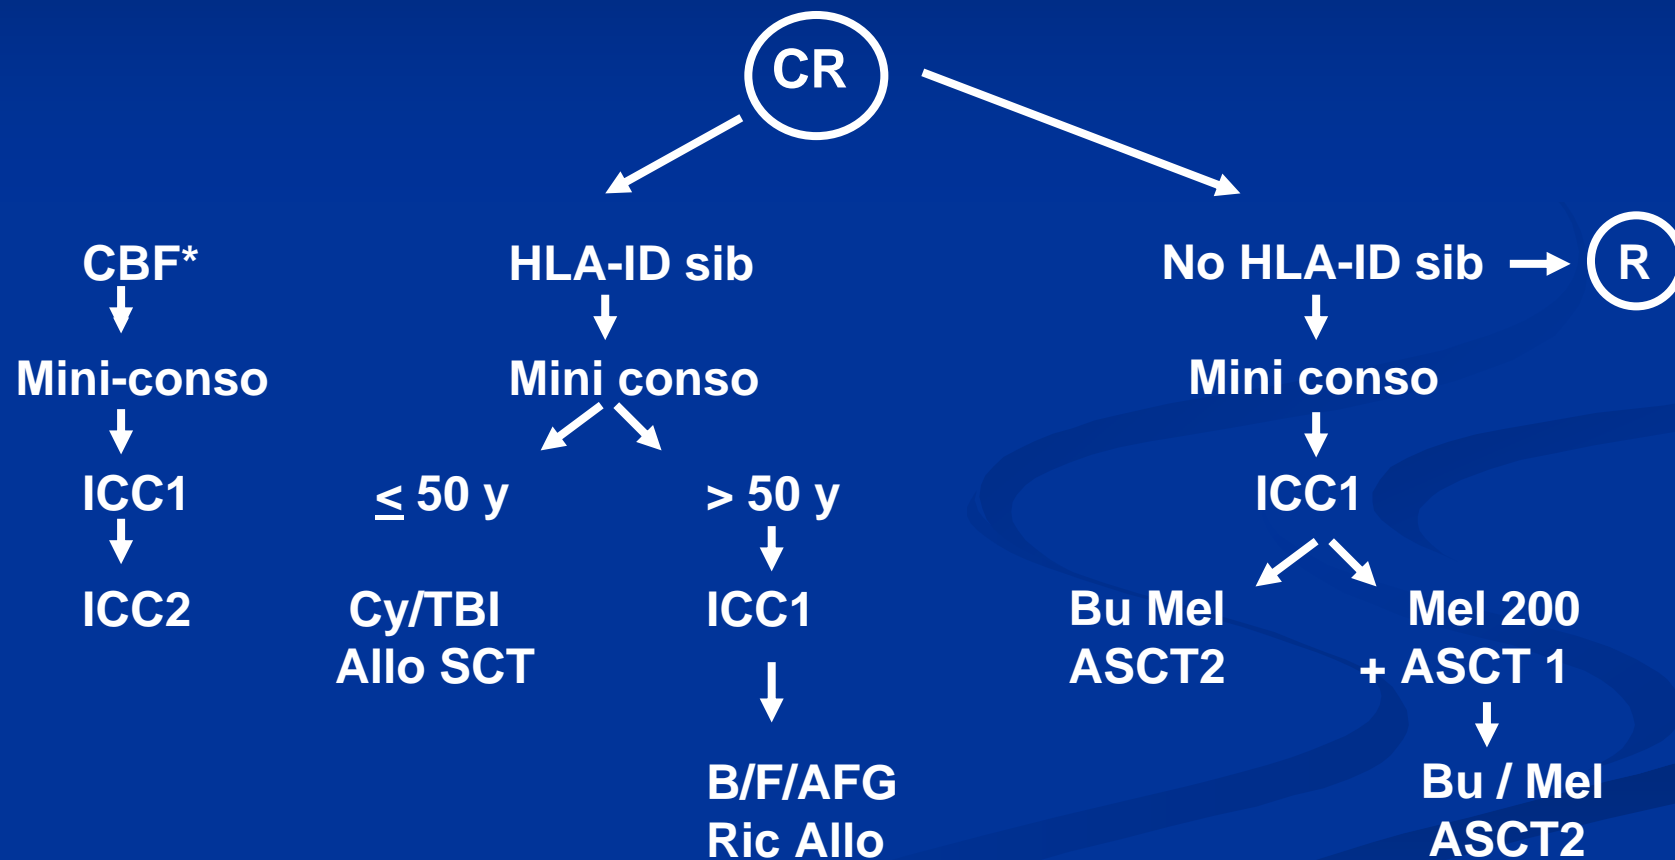 CR
CBF*
HLA-ID sib
No HLA-ID sib
R
Mini-conso
Mini conso
Mini conso
ICC1
≤ 50 y
> 50 y
ICC1
ICC2
Cy/TBI
Allo SCT
ICC1
Bu Mel
ASCT2
Mel 200
+ ASCT 1
B/F/AFG
Ric Allo
Bu / Mel
ASCT2